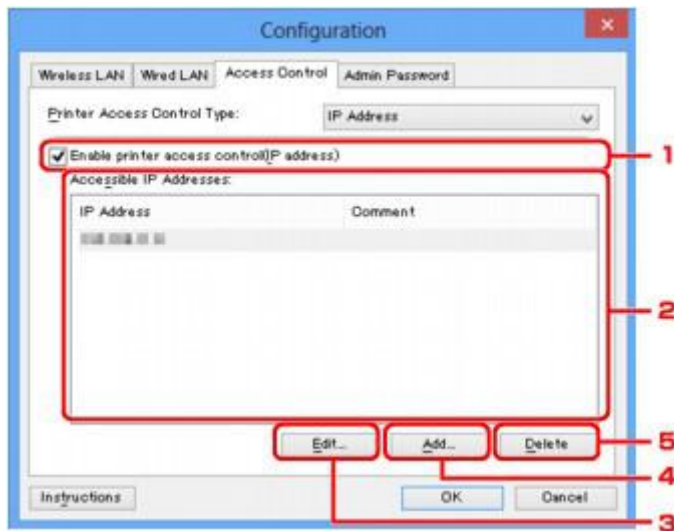 Configuration
Wireless LAN Wired LAN Access Control Admin Password
Printer Access Control Type: IP Address
Enable printer access control(IP address) 1
Accessible IP Addresses:
IP Address Comment
2
Edit... Add... Delete 5
4
Instructions OK Cancel
3